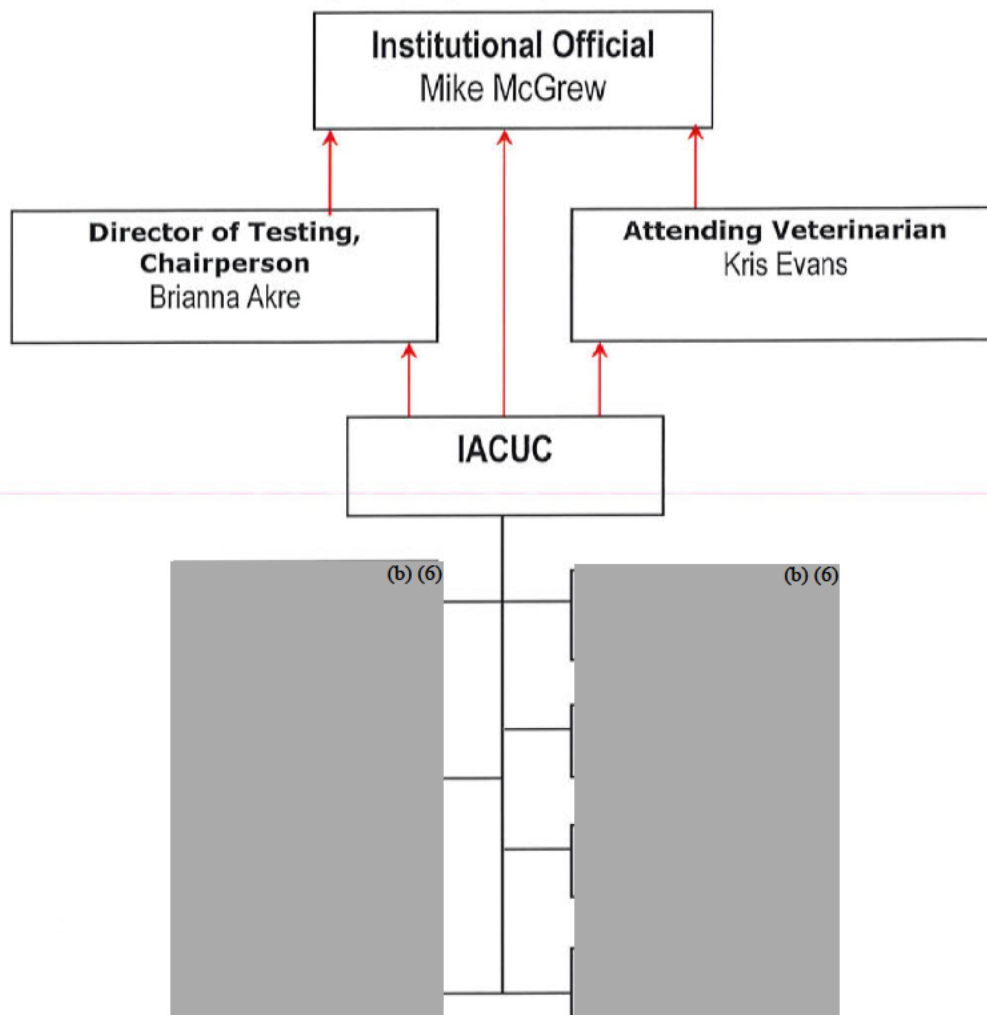 Institutional Official
Mike McGrew
Director of Testing,
Chairperson
Brianna Akre
Attending Veterinarian
Kris Evans
IACUC
(b) (6)
(b) (6)